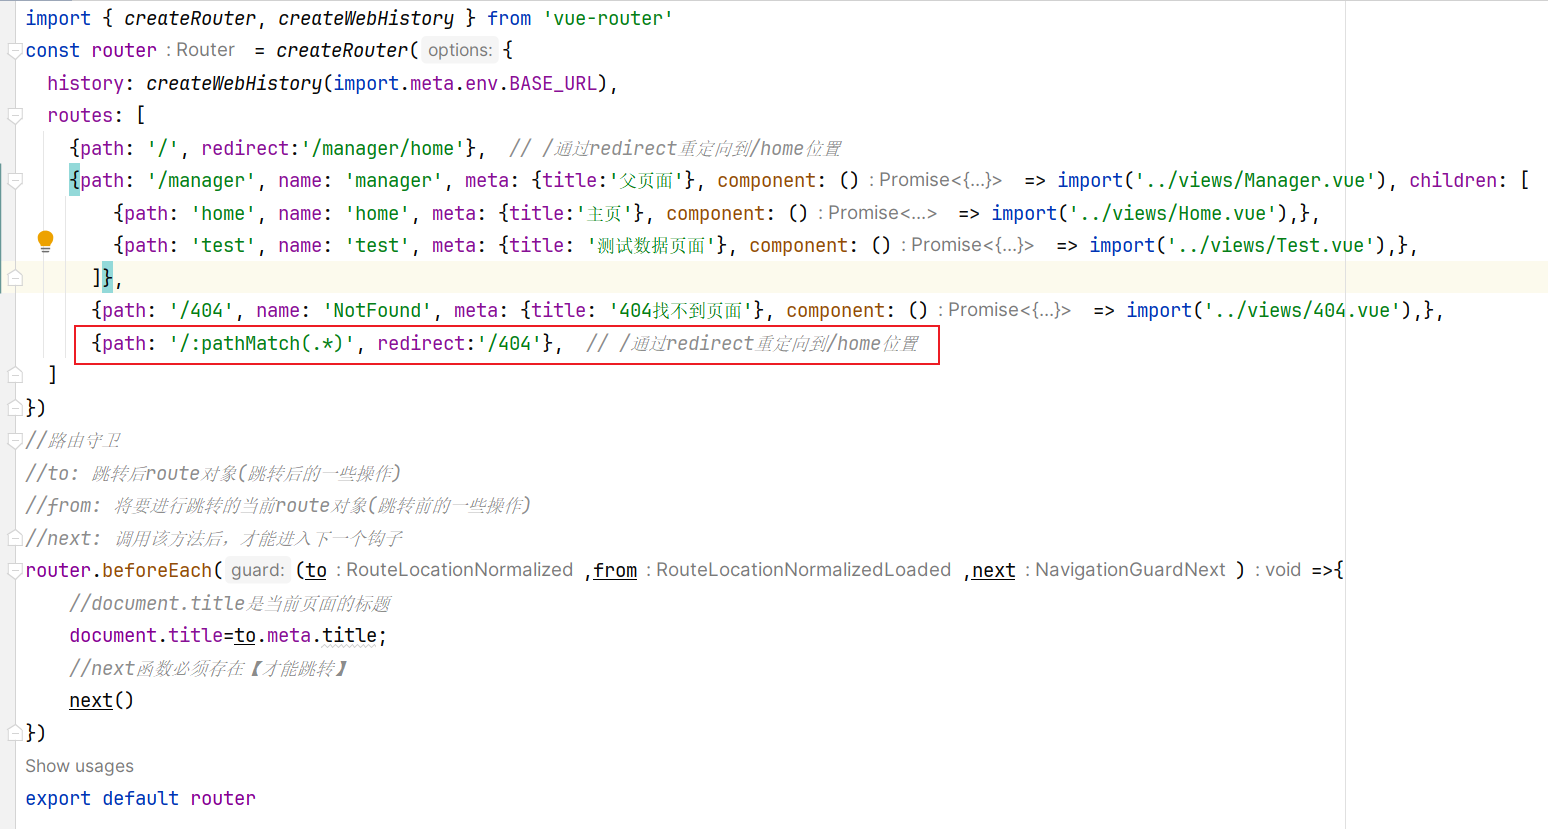 import { createRouter, createWebHistory } from 'vue-router'
const router : Router = createRouter( options: {
history: createWebHistory(import.meta.env.BASE_URL),
routes: [
{path: '/', redirect:'/manager/home'}, // /通过redirect重定向到/home位置
{path: '/manager', name: 'manager', meta: {title:'父页面'}, component: () : Promise<{...}> => import('../views/Manager.vue'), children: [
{path: 'home', name: 'home', meta: {title:'主页'}, component: () : Promise<...> => import('../views/Home.vue'),},
{path: 'test', name: 'test', meta: {title: '测试数据页面'}, component: () : Promise<{...}> => import('../views/Test.vue'),},
]},
{path: '/404', name: 'NotFound', meta: {title: '404找不到页面'}, component: () : Promise<{...}> => import('../views/404.vue'),},
{path: '/:pathMatch(.*)', redirect:'/404'}, // /通过redirect重定向到/home位置
]
})
//路由守卫
//to: 跳转后route对象(跳转后的一些操作)
//from: 将要进行跳转的当前route对象(跳转前的一些操作)
//next: 调用该方法后，才能进入下一个钩子
router.beforeEach( guard: (to : RouteLocationNormalized ,from : RouteLocationNormalizedLoaded ,next : NavigationGuardNext ) : void =>{
//document.title是当前页面的标题
document.title=to.meta.title;
//next函数必须存在【才能跳转】
next()
})
Show usages
export default router